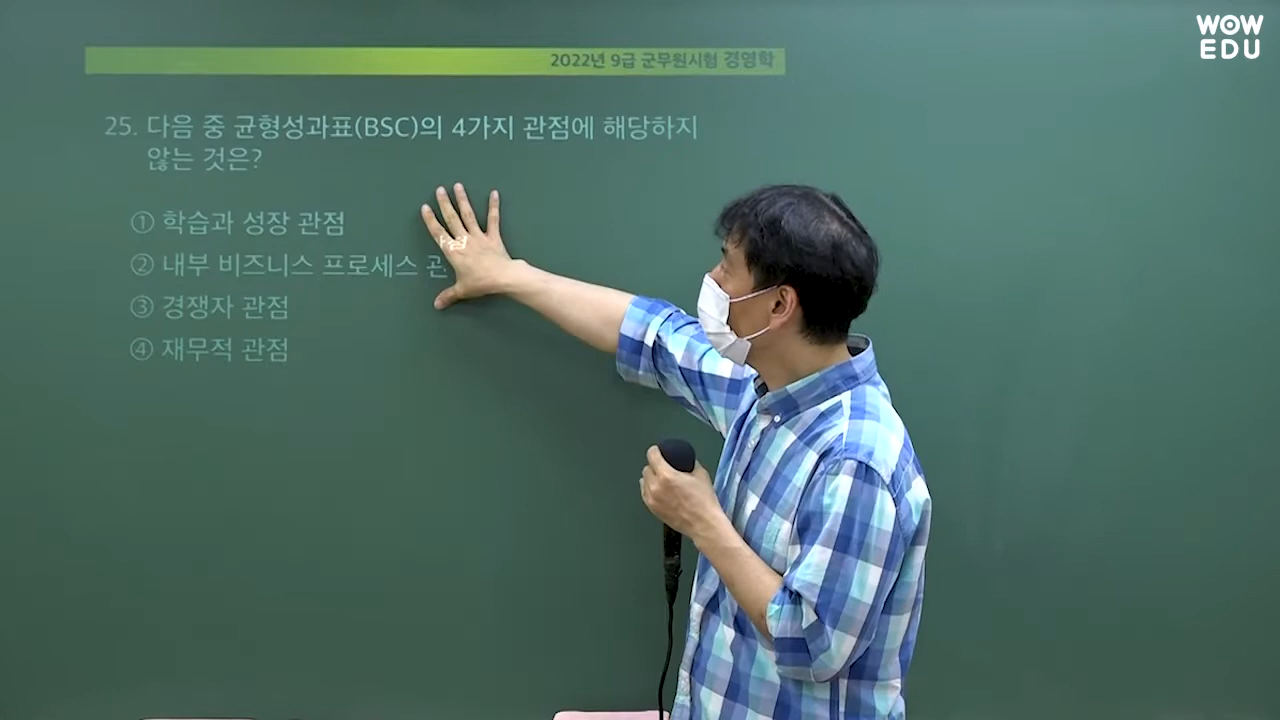 WOW
EDU
2022년 9급 군무원시험 경영학
25. 다음 중 균형성과표(BSC)의 4가지 관점에 해당하지
않는 것은?
① 학습과 성장 관점
② 내부 비즈니스 프로세스 관
③ 경쟁자 관점
④ 재무적 관점